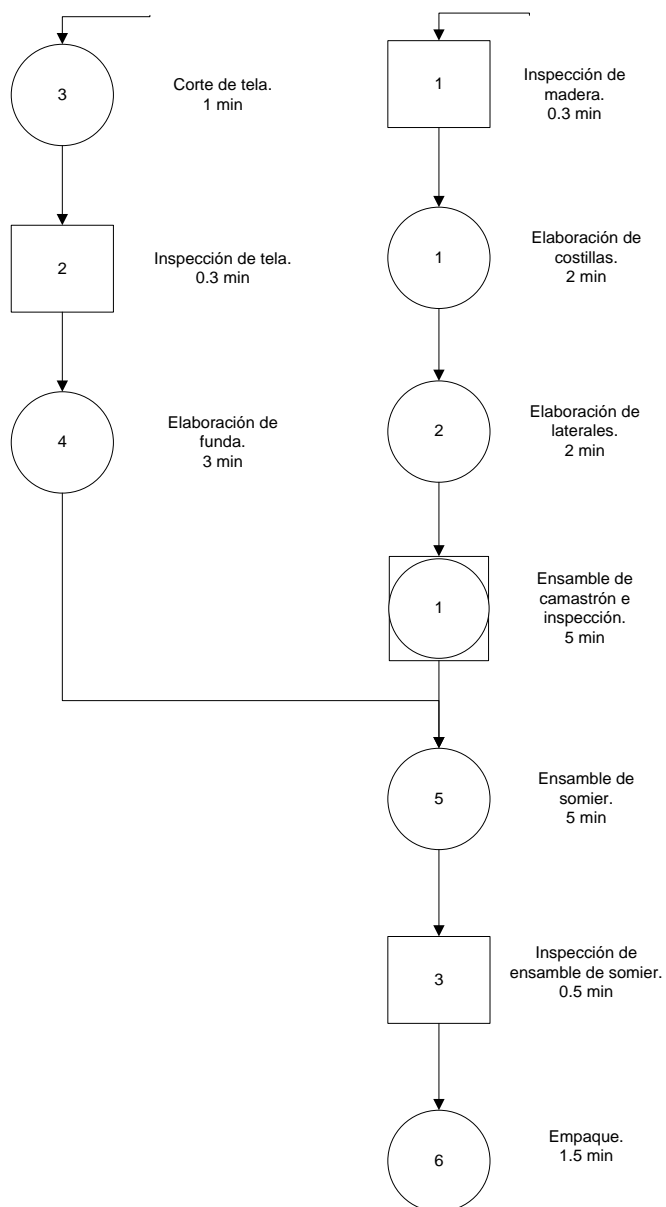 3
Corte de tela.
1 min
2
Inspección de tela.
0.3 min
4
Elaboración de
funda.
3 min
1
Inspección de
madera.
0.3 min
1
Elaboración de
costillas.
2 min
2
Elaboración de
laterales.
2 min
1
Ensamble de
camastrón e
inspección.
5 min
5
Ensamble de
somier.
5 min
3
Inspección de
ensamble de somier.
0.5 min
6
Empaque.
1.5 min